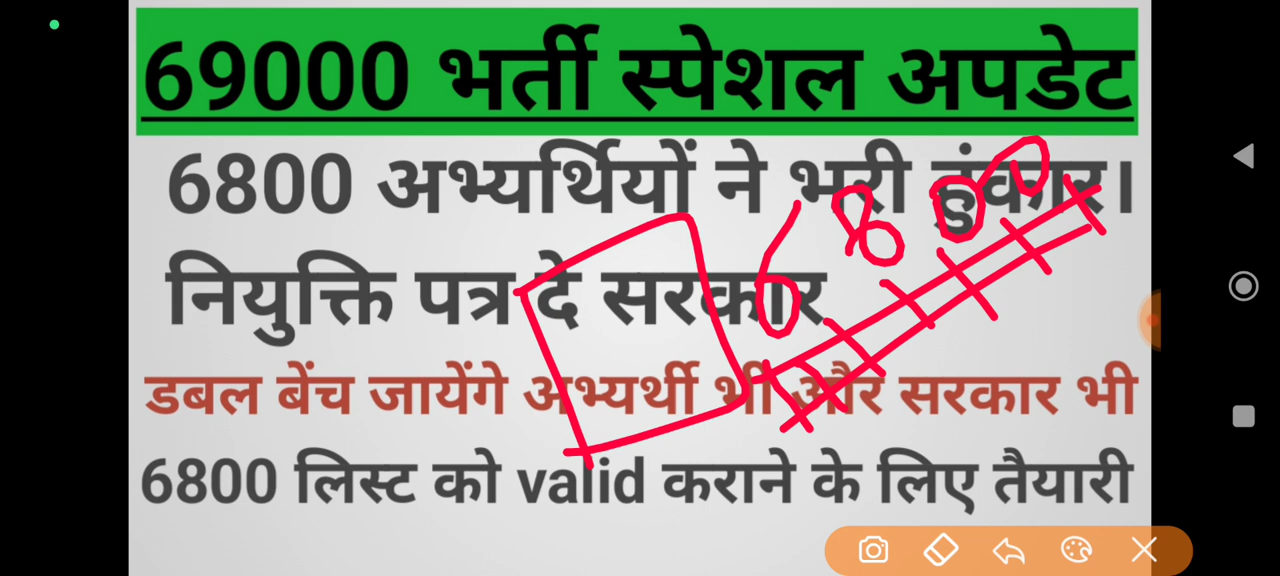 69000 भर्ती स्पेशल अपडेट
6800 अभ्यर्थियों ने भरी हुंकार।
नियुक्ति पत्र दे सरकार
6800
डबल बेंच जायेंगे अभ्यर्थी भी और सरकार भी
6800 लिस्ट को valid कराने के लिए तैयारी